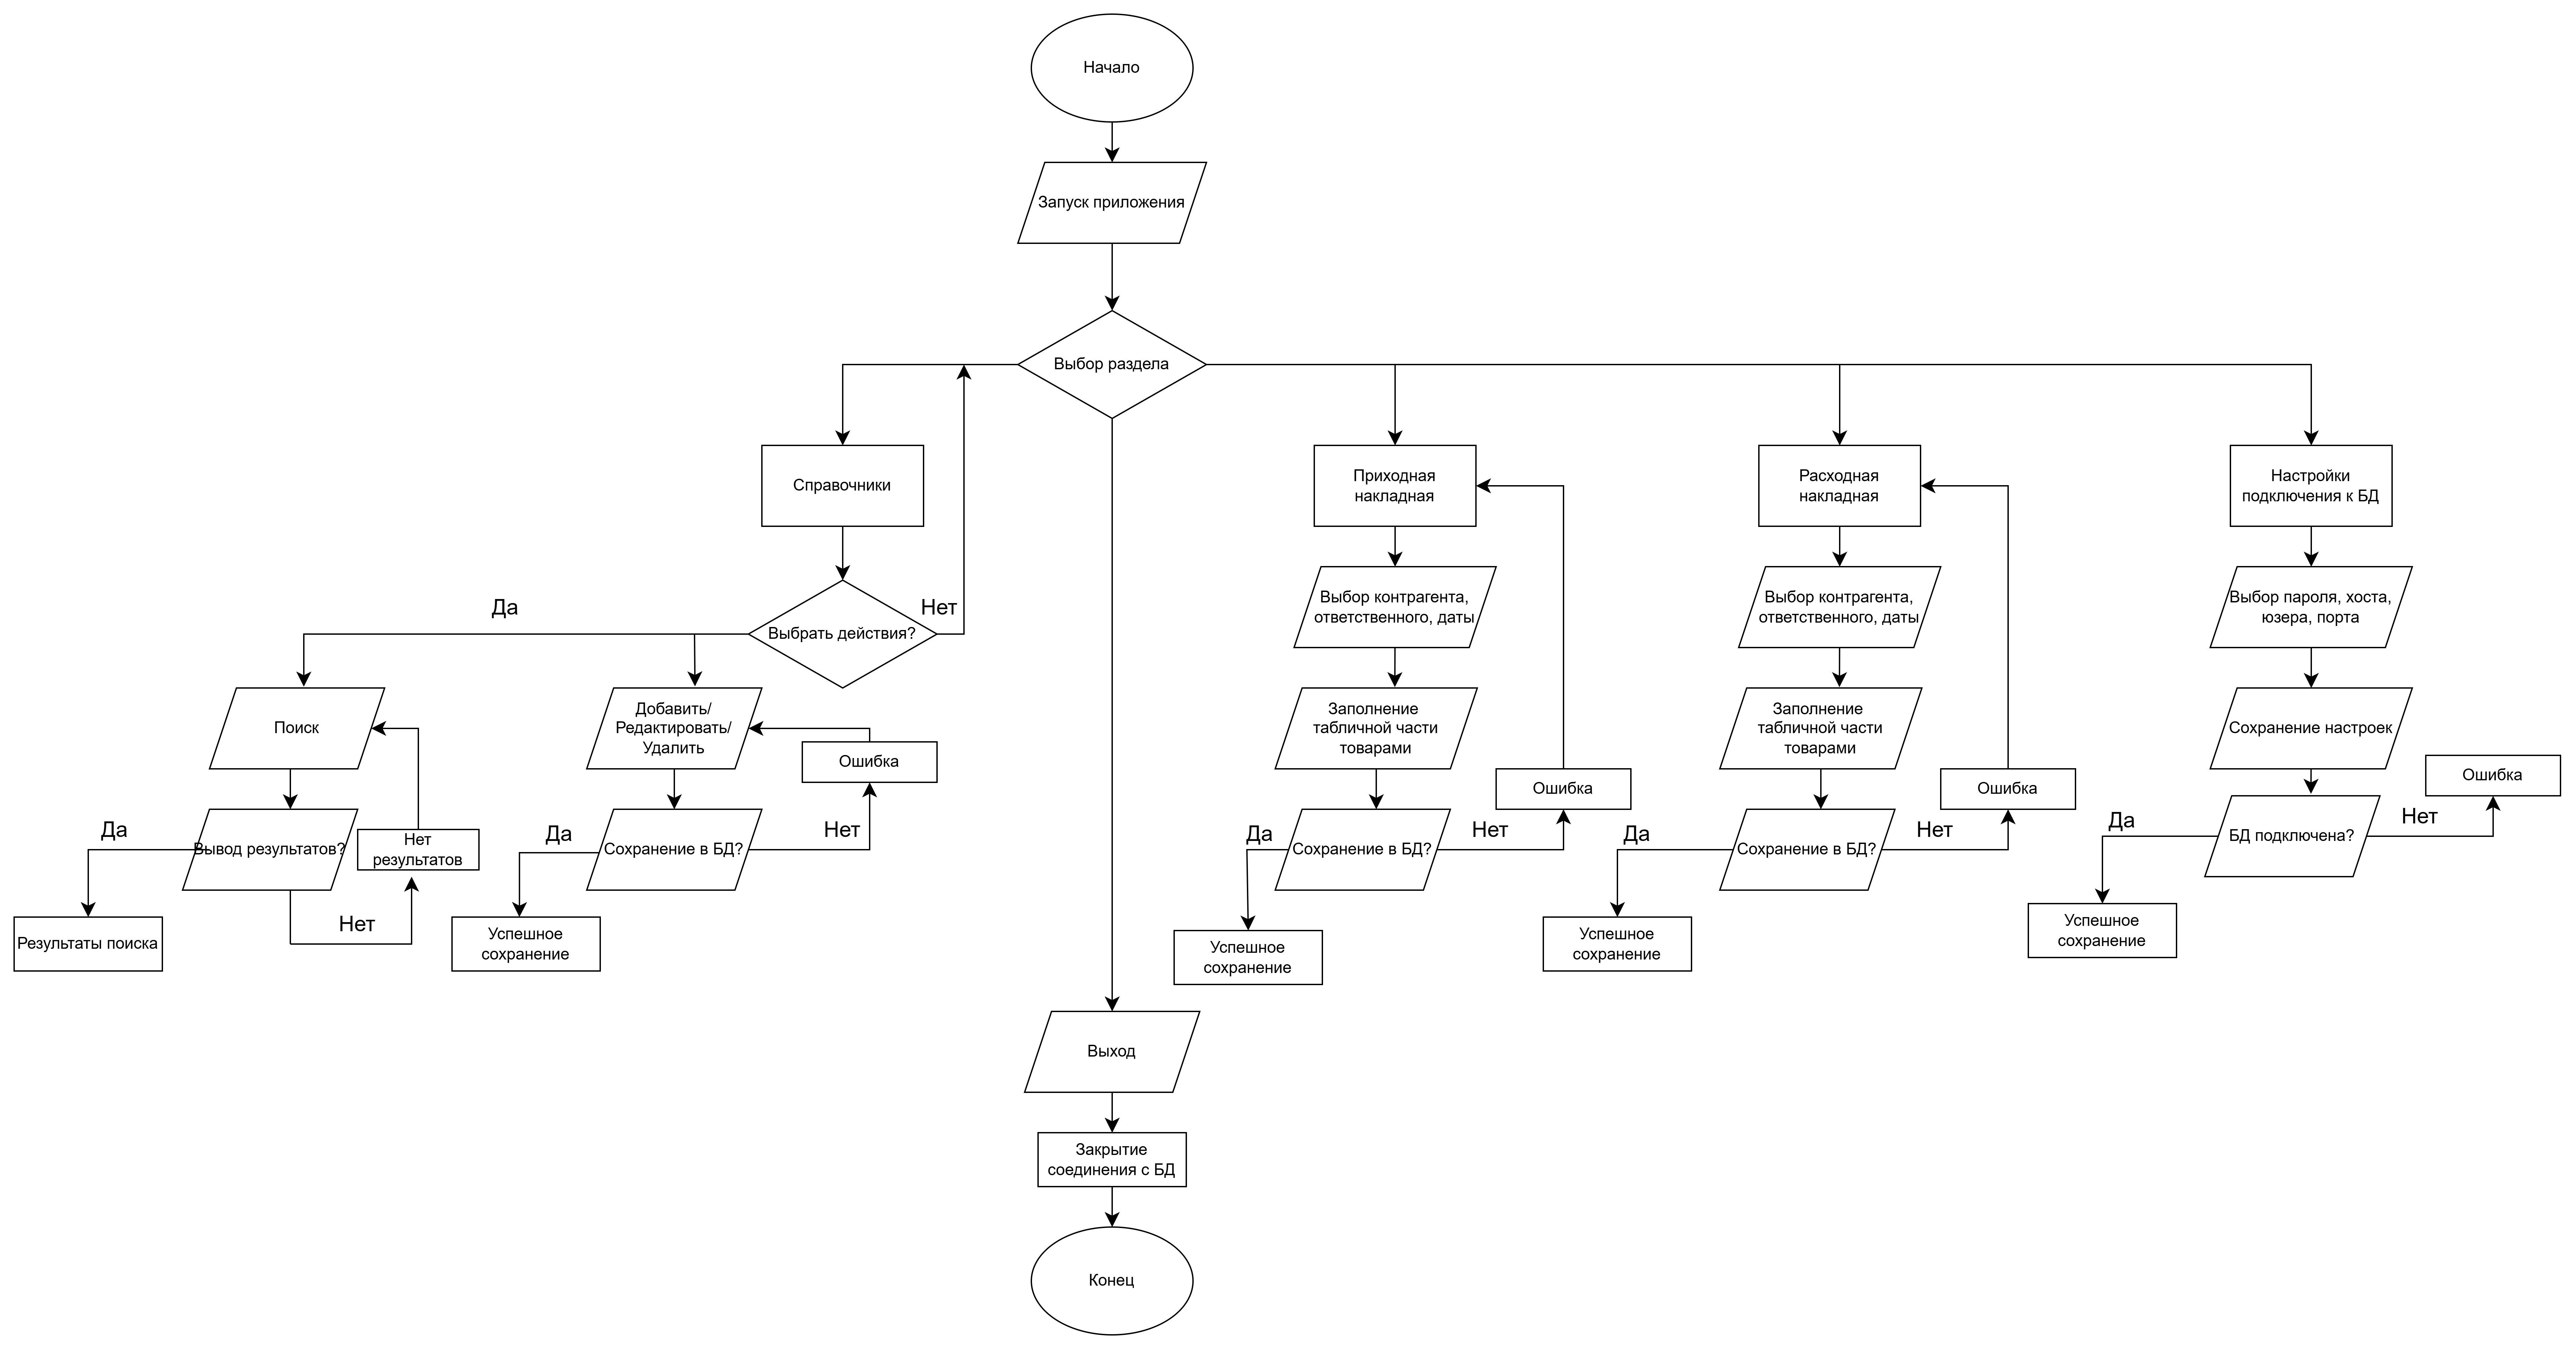 Начало
Запуск приложения
Выбор раздела
Справочники
Приходная
накладная
Расходная
накладная
Настройки
подключения к БД
Да
Выбрать действия?
Нет
Выбор контрагента,
ответственного, даты
Выбор контрагента,
ответственного, даты
Выбор пароля, хоста,
юзера, порта
Поиск
Добавить/
Редактировать/
Удалить
Ошибка
Заполнение
табличной части
товарами
Ошибка
Заполнение
табличной части
товарами
Ошибка
Сохранение настроек
Ошибка
Да
Вывод результатов?
Нет
результатов
Нет
Да
Сохранение в БД?
Нет
Да
Сохранение в БД?
Нет
Да
Сохранение в БД?
Нет
Да
БД подключена?
Нет
Результаты поиска
Успешное
сохранение
Успешное
сохранение
Успешное
сохранение
Успешное
сохранение
Выход
Закрытие
соединения с БД
Конец